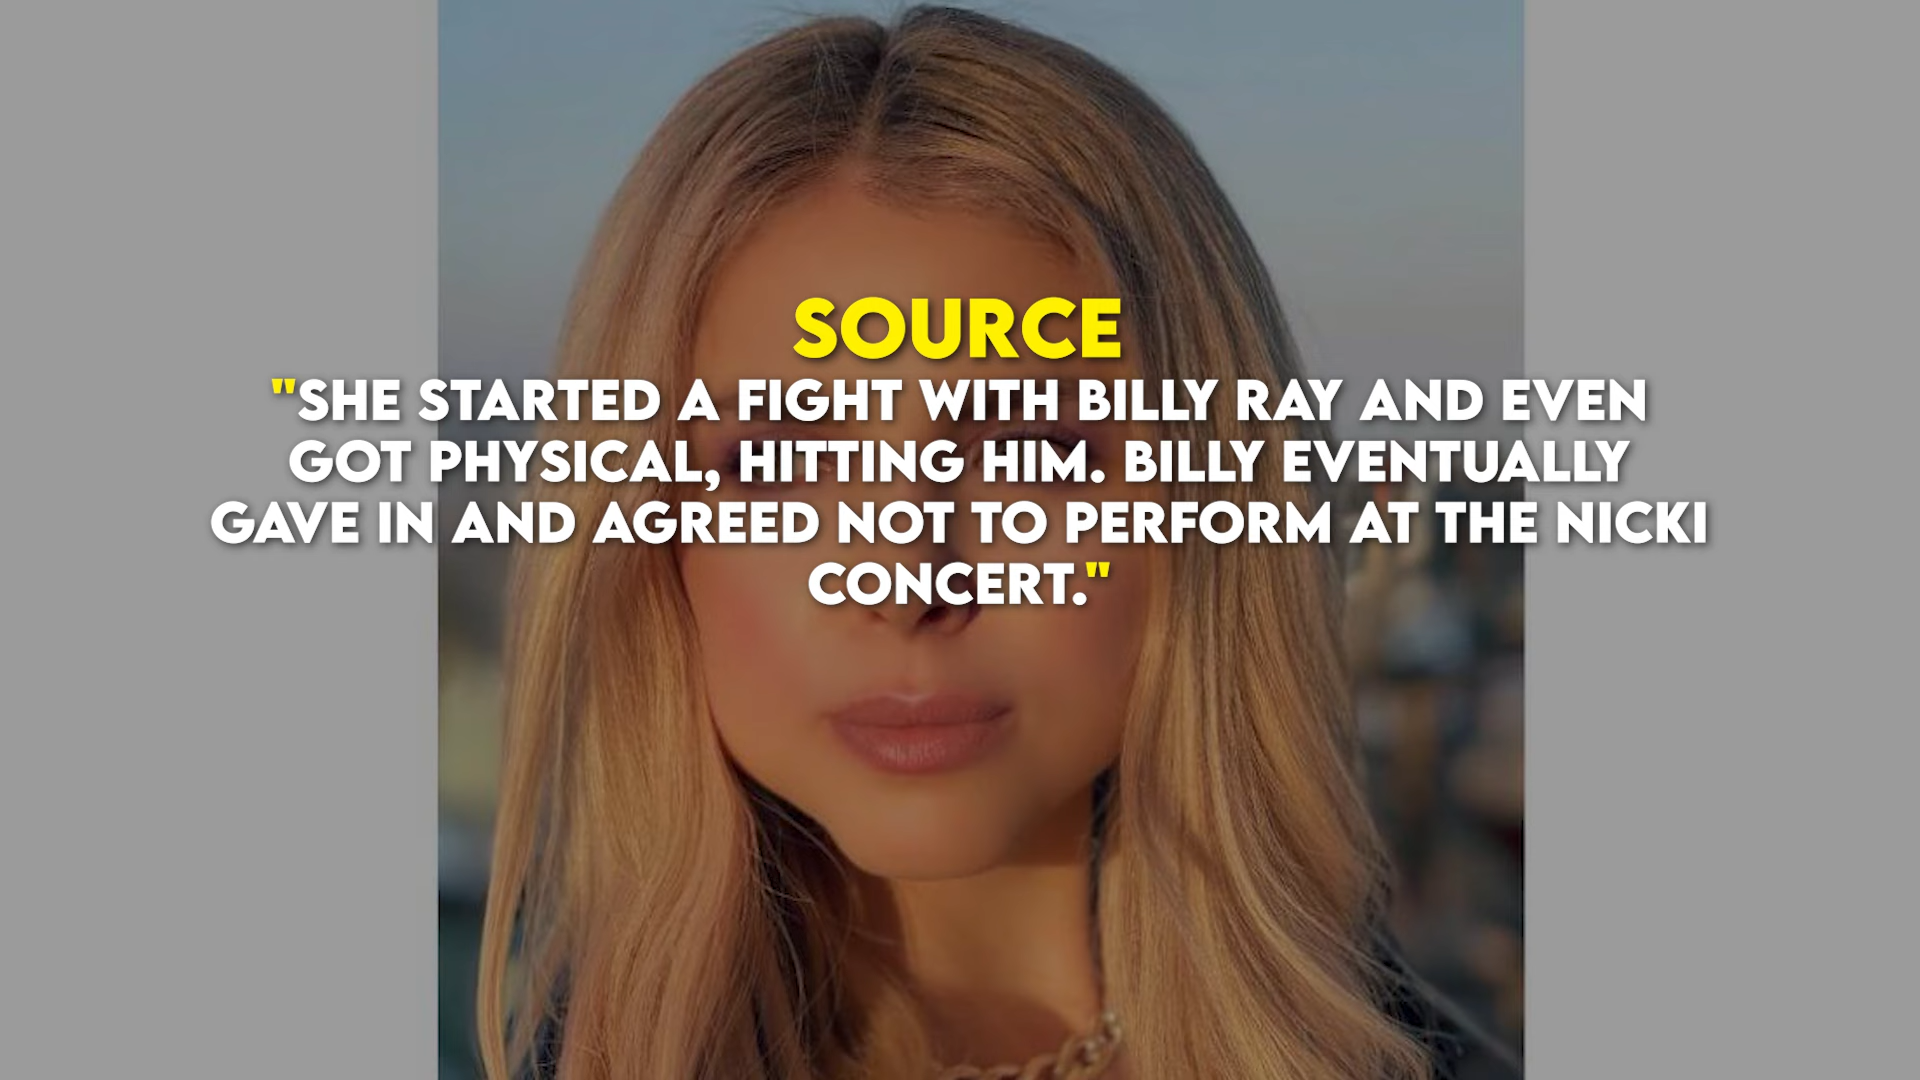 SOURCE
"SHE STARTED A FIGHT WITH BILLY RAY AND EVEN
GOT PHYSICAL, HITTING HIM. BILLY EVENTUALLY
GAVE IN AND AGREED NOT TO PERFORM AT THE NICKI
CONCERT."